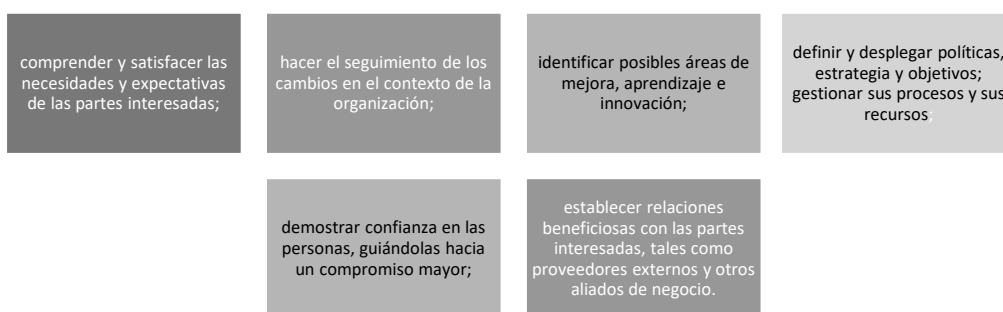 comprender y satisfacer las
necesidades y expectativas
de las partes interesadas;
hacer el seguimiento de los
cambios en el contexto de la
organización;
identificar posibles áreas de
mejora, aprendizaje e
innovación;
definir y desplegar políticas,
estrategia y objetivos;
gestionar sus procesos y sus
recursos;
demostrar confianza en las
personas, guiándolas hacia
un compromiso mayor;
establecer relaciones
beneficiosas con las partes
interesadas, tales como
proveedores externos y otros
aliados de negocio.